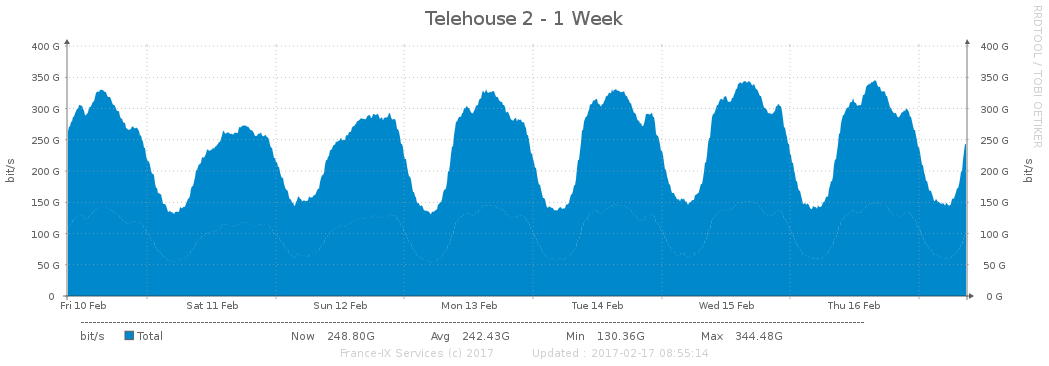 Telehouse 2 - 1 Week
RRDTOOL / TOBI OETIKER
400 G 400 G
350 G 350 G
300 G 300 G
250 G 250 G
200 G 200 G
150 G 150 G
100 G 100 G
50 G 50 G
0 0 G
bit/s bit/s
Fri 10 Feb Sat 11 Feb Sun 12 Feb Mon 13 Feb Tue 14 Feb Wed 15 Feb Thu 16 Feb
bit/s Total Now 248.80G Avg 242.43G Min 130.36G Max 344.48G
France-IX Services (c) 2017 Updated : 2017-02-17 08:55:14